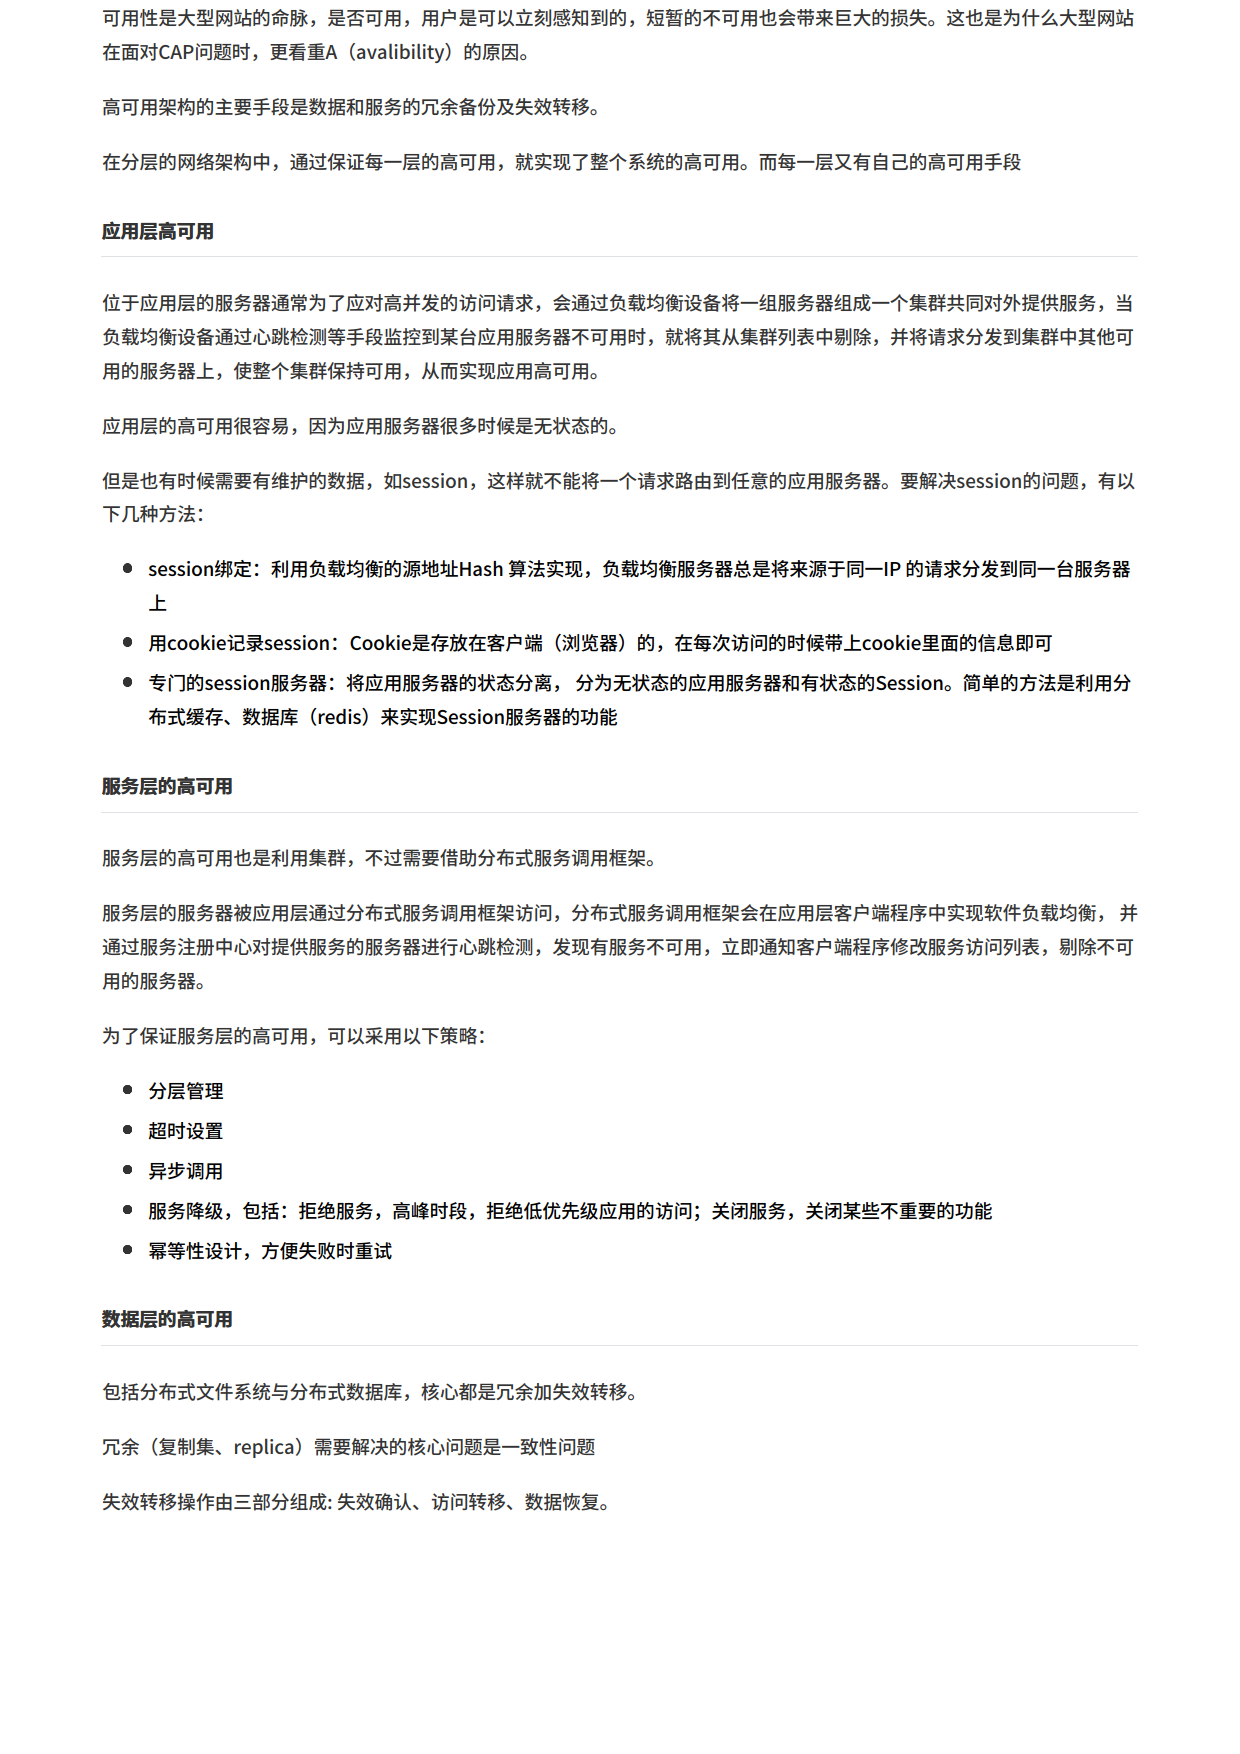 可用性是大型网站的命脉，是否可用，用户是可以立刻感知到的，短暂的不可用也会带来巨大的损失。这也是为什么大型网站
在面对CAP问题时，更看重A（avalibility）的原因。
高可用架构的主要手段是数据和服务的冗余备份及失效转移。
在分层的网络架构中，通过保证每一层的高可用，就实现了整个系统的高可用。而每一层又有自己的高可用手段
应用层高可用
位于应用层的服务器通常为了应对高并发的访问请求，会通过负载均衡设备将一组服务器组成一个集群共同对外提供服务，当
负载均衡设备通过心跳检测等手段监控到某台应用服务器不可用时，就将其从集群列表中剔除，并将请求分发到集群中其他可
用的服务器上，使整个集群保持可用，从而实现应用高可用。
应用层的高可用很容易，因为应用服务器很多时候是无状态的。
但是也有时候需要有维护的数据，如session，这样就不能将一个请求路由到任意的应用服务器。要解决session的问题，有以
下几种方法：
● session绑定：利用负载均衡的源地址Hash 算法实现，负载均衡服务器总是将来源于同一IP 的请求分发到同一台服务器
上
● 用cookie记录session：Cookie是存放在客户端（浏览器）的，在每次访问的时候带上cookie里面的信息即可
● 专门的session服务器：将应用服务器的状态分离， 分为无状态的应用服务器和有状态的Session。简单的方法是利用分
布式缓存、数据库（redis）来实现Session服务器的功能
服务层的高可用
服务层的高可用也是利用集群，不过需要借助分布式服务调用框架。
服务层的服务器被应用层通过分布式服务调用框架访问，分布式服务调用框架会在应用层客户端程序中实现软件负载均衡， 并
通过服务注册中心对提供服务的服务器进行心跳检测，发现有服务不可用，立即通知客户端程序修改服务访问列表，剔除不可
用的服务器。
为了保证服务层的高可用，可以采用以下策略：
● 分层管理
● 超时设置
● 异步调用
● 服务降级，包括：拒绝服务，高峰时段，拒绝低优先级应用的访问；关闭服务，关闭某些不重要的功能
● 幂等性设计，方便失败时重试
数据层的高可用
包括分布式文件系统与分布式数据库，核心都是冗余加失效转移。
冗余（复制集、replica）需要解决的核心问题是一致性问题
失效转移操作由三部分组成: 失效确认、访问转移、数据恢复。